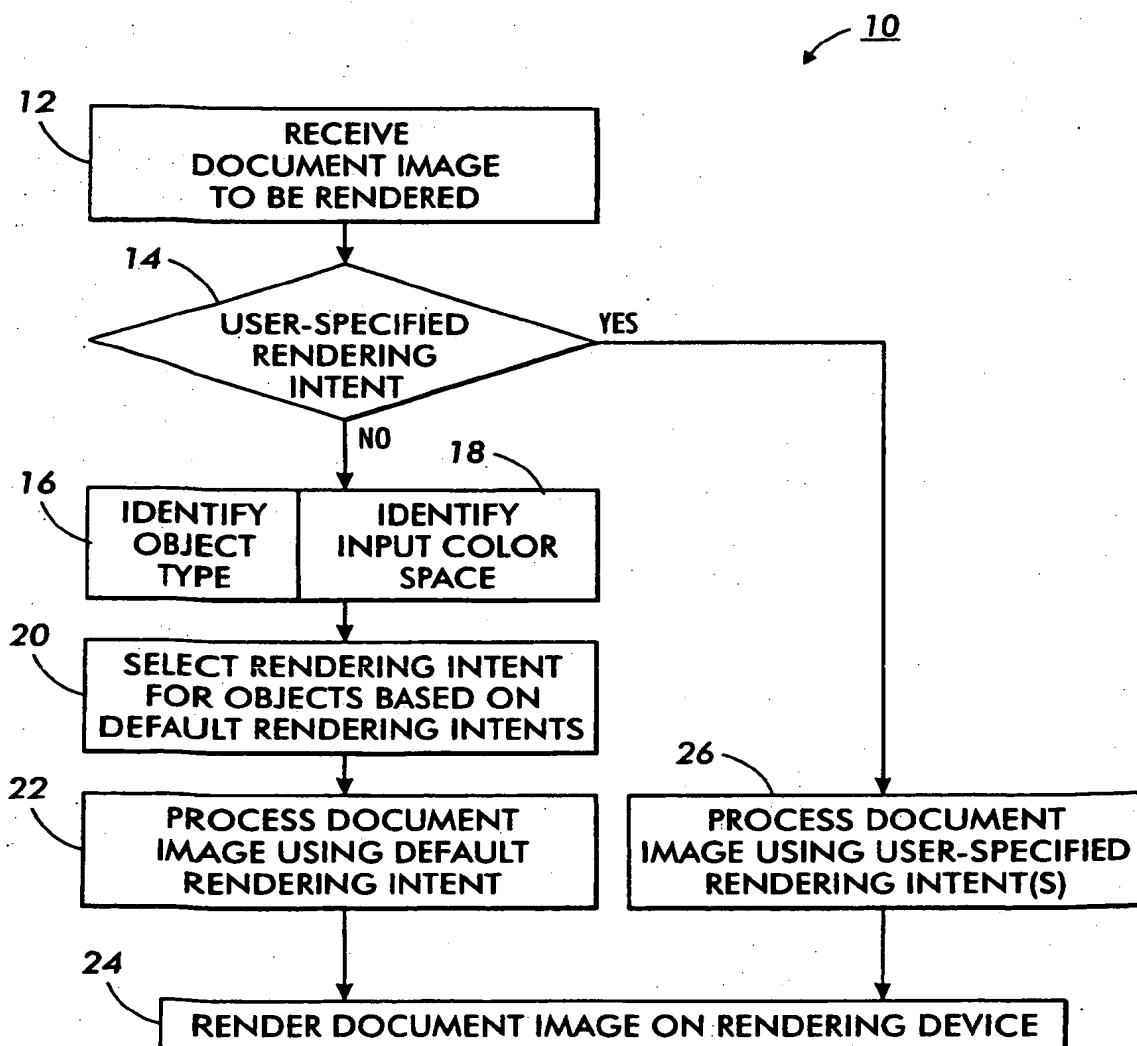 10
12
RECEIVE
DOCUMENT IMAGE
TO BE RENDERED
14
USER-SPECIFIED
RENDERING
INTENT
YES
NO
16
IDENTIFY
OBJECT
TYPE
18
IDENTIFY
INPUT COLOR
SPACE
20
SELECT RENDERING INTENT
FOR OBJECTS BASED ON
DEFAULT RENDERING INTENTS
22
PROCESS DOCUMENT
IMAGE USING DEFAULT
RENDERING INTENT
26
PROCESS DOCUMENT
IMAGE USING USER-SPECIFIED
RENDERING INTENT(S)
24
RENDER DOCUMENT IMAGE ON RENDERING DEVICE